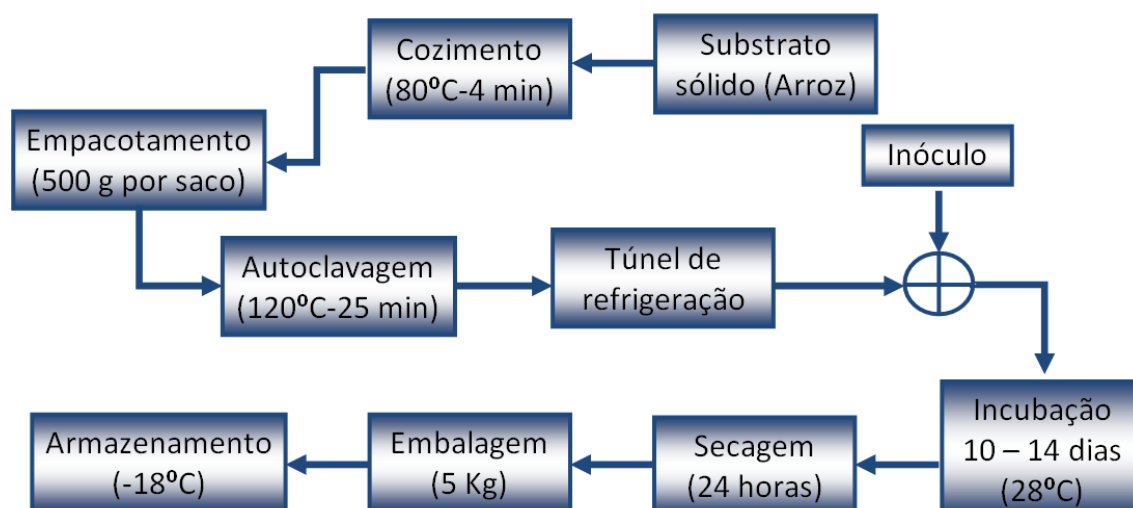 Substrato
sólido (Arroz)
Cozimento
(80ºC-4 min)
Empacotamento
(500 g por saco)
Autoclavagem
(120ºC-25 min)
Túnel de
refrigeração
Inóculo
Incubação
10 – 14 dias
(28ºC)
Secagem
(24 horas)
Embalagem
(5 Kg)
Armazenamento
(-18ºC)